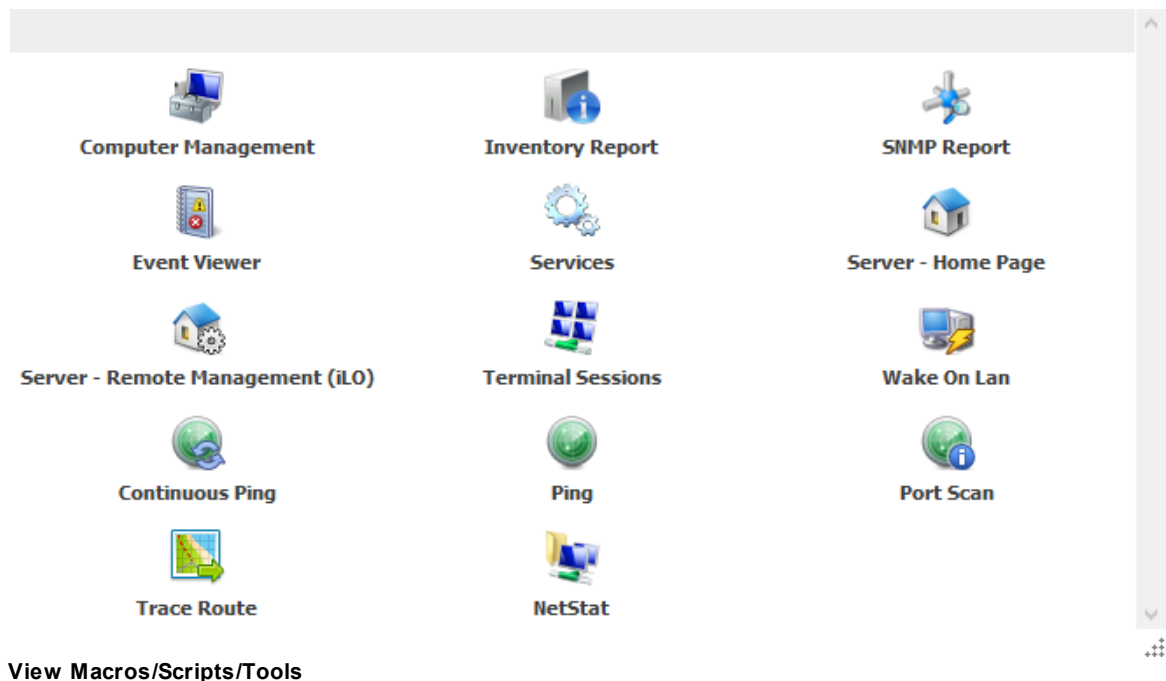 Computer Management Inventory Report SNMP Report
Event Viewer Services Server - Home Page
Server - Remote Management (iLO) Terminal Sessions Wake On Lan
Continuous Ping Ping Port Scan
Trace Route NetStat
View Macros/Scripts/Tools